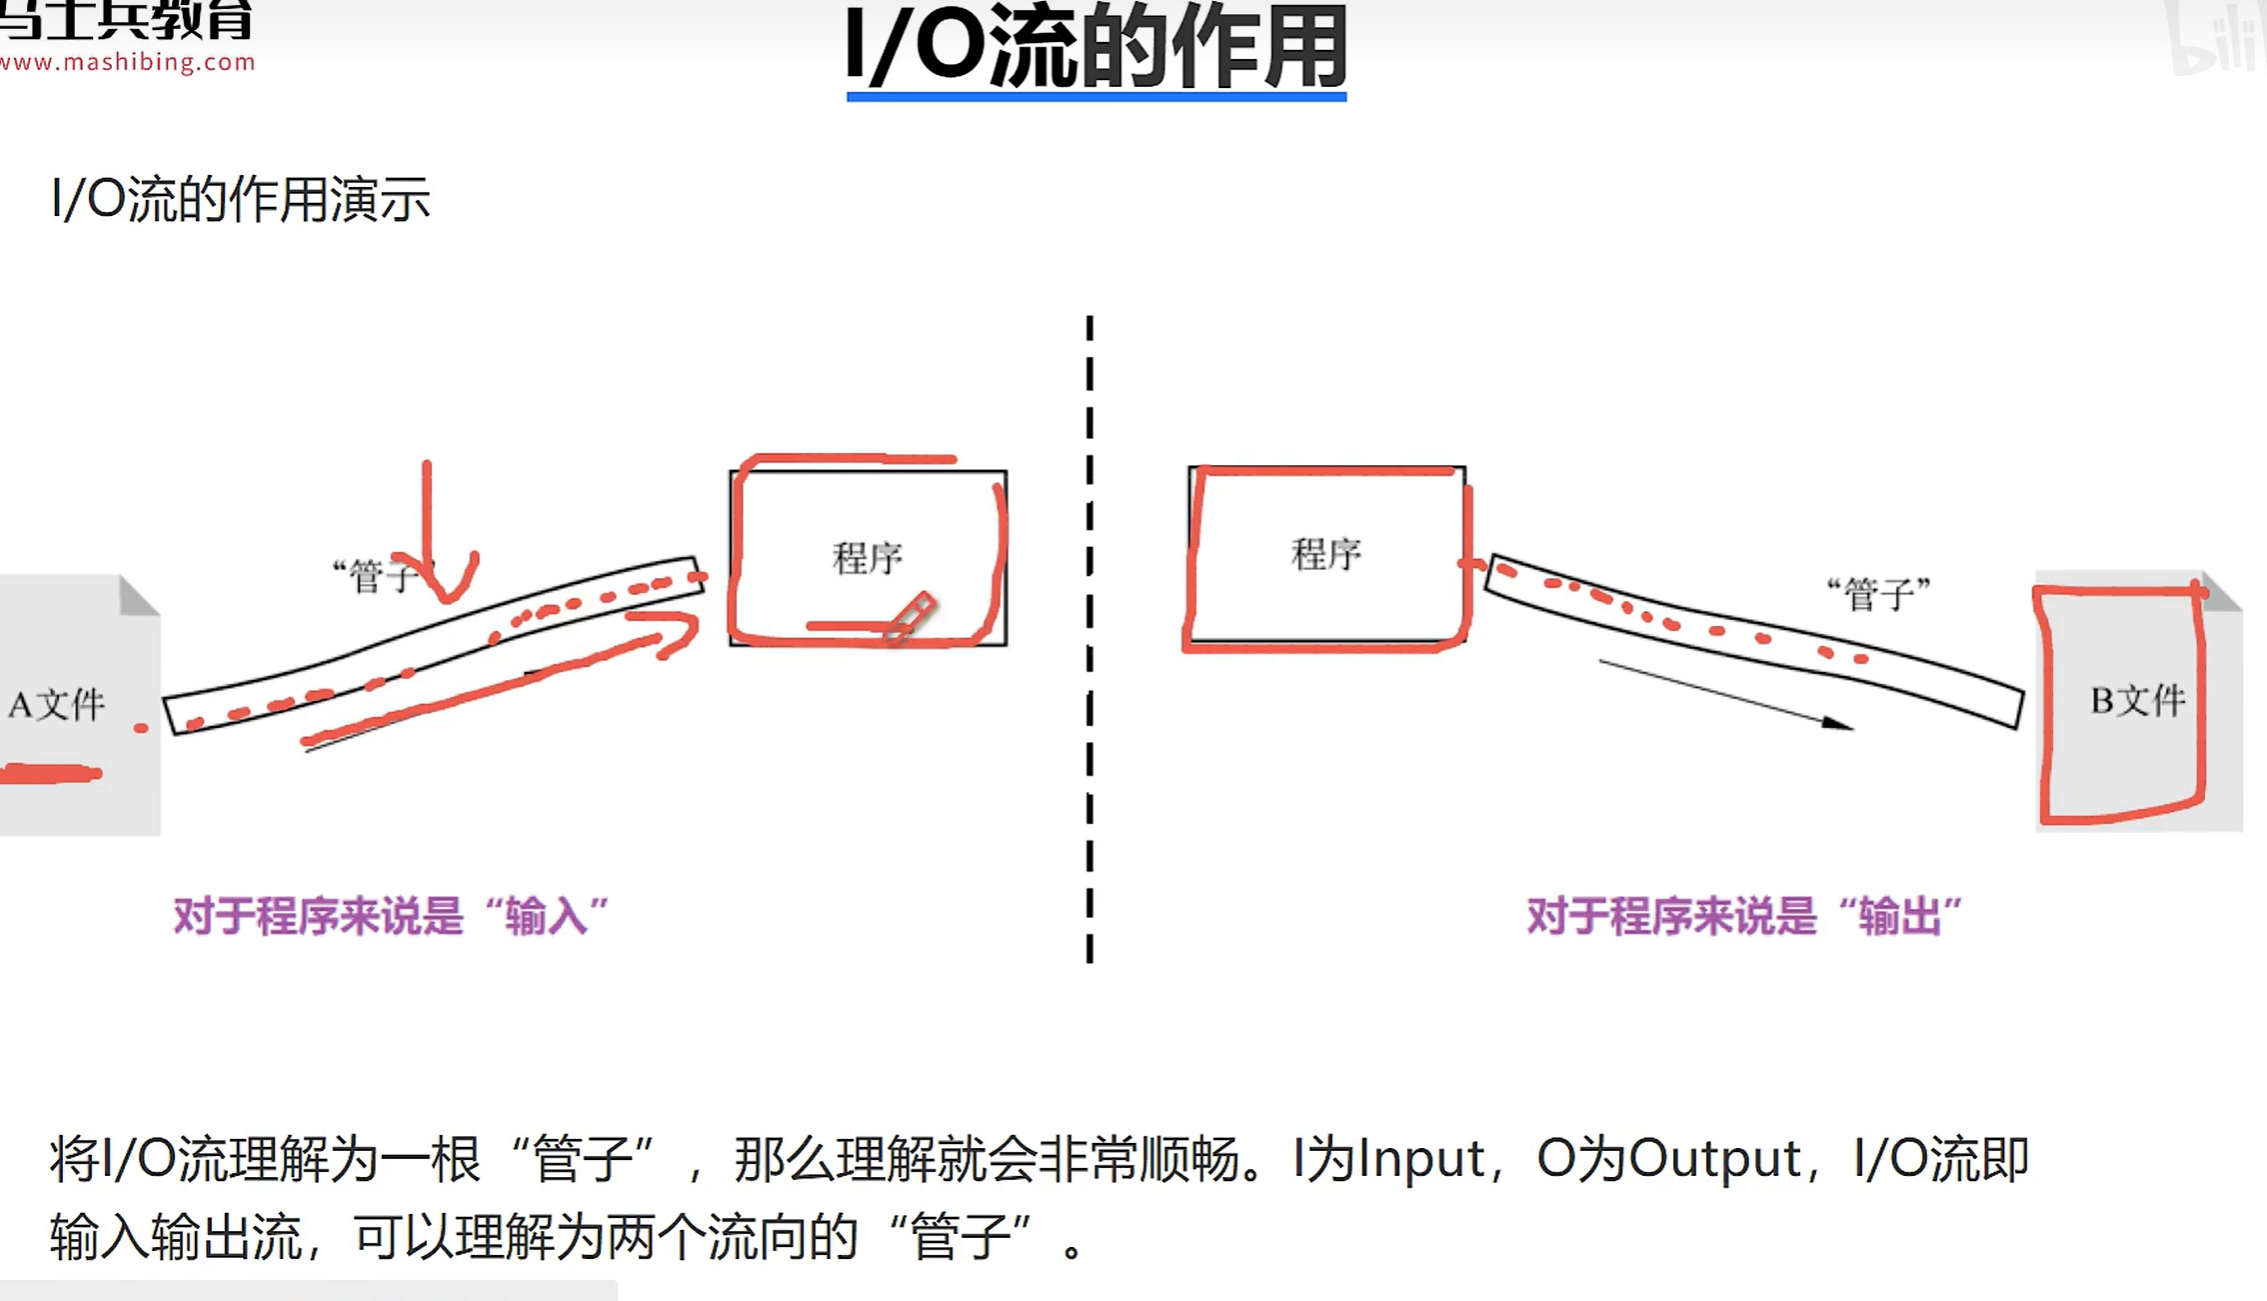 马士兵教育
www.mashibing.com
I/O流的作用
bili
I/O流的作用演示
“管子”
程序
A文件
对于程序来说是“输入”
程序
“管子”
B文件
对于程序来说是“输出”
将I/O流理解为一根“管子”，那么理解就会非常顺畅。I为Input，O为Output，I/O流即
输入输出流，可以理解为两个流向的“管子”。